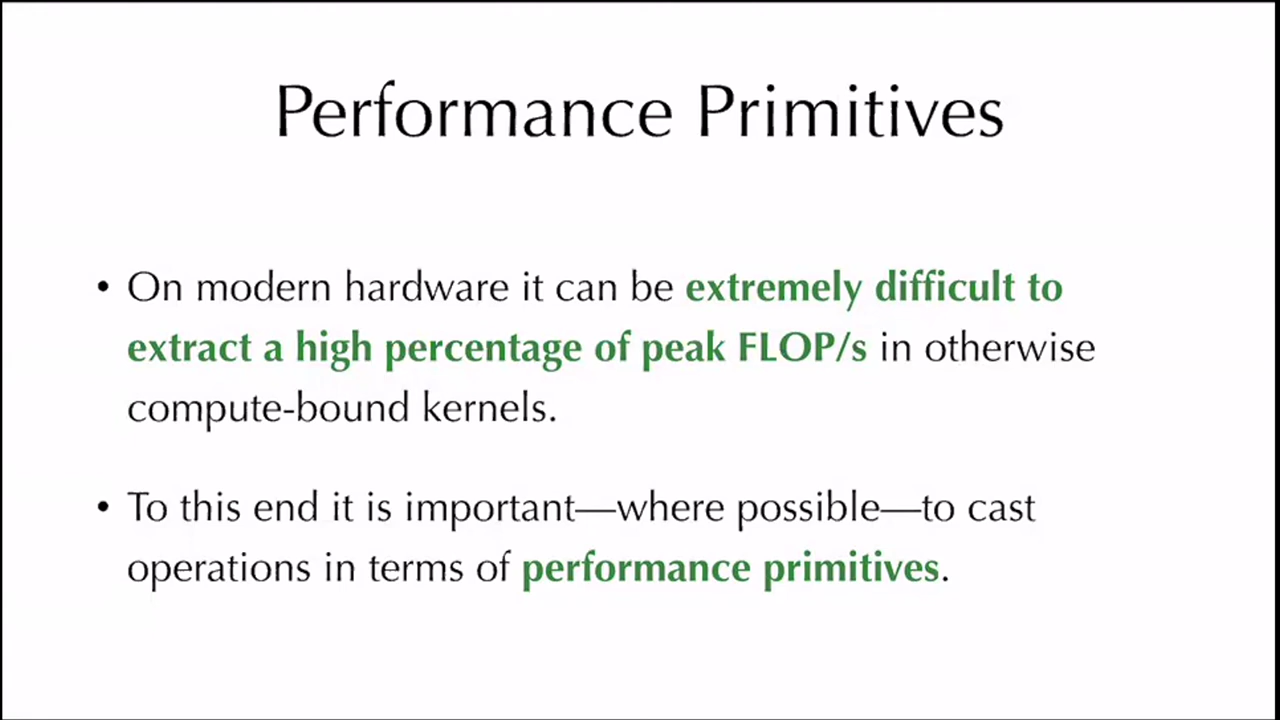 Performance Primitives
• On modern hardware it can be extremely difficult to
extract a high percentage of peak FLOP/s in otherwise
compute-bound kernels.
• To this end it is important—where possible—to cast
operations in terms of performance primitives.